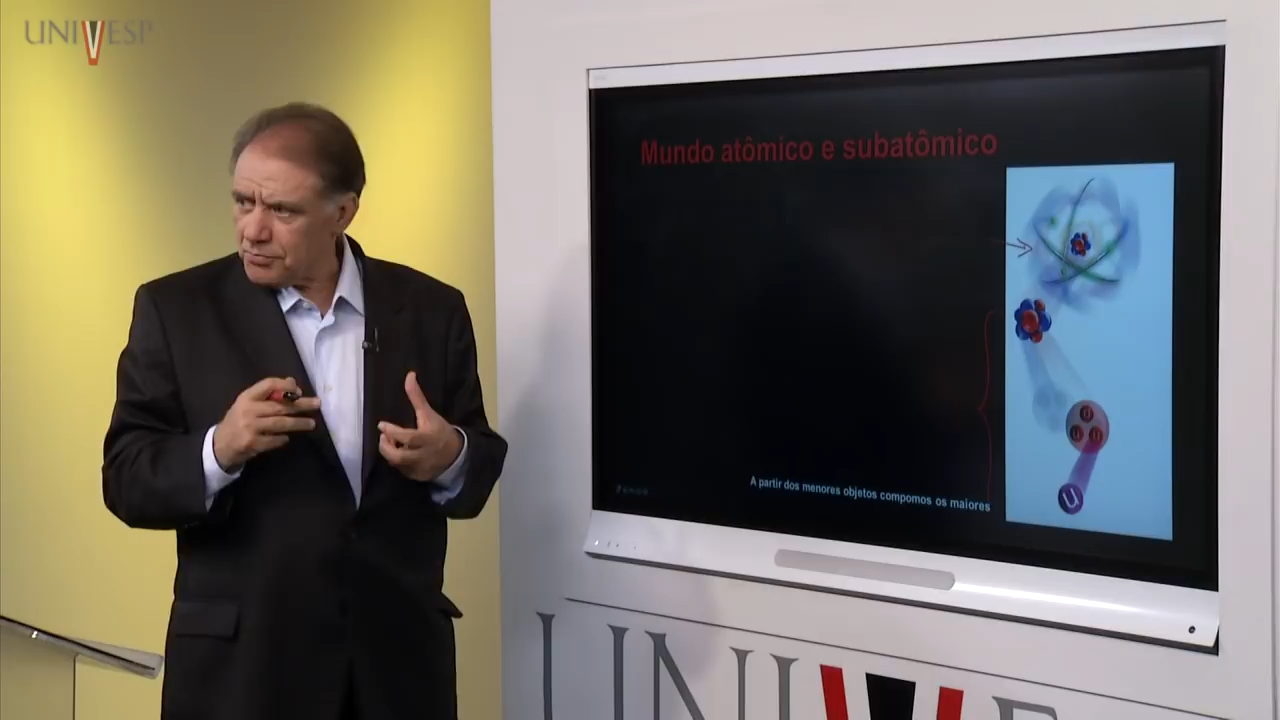 UNIVESP
Mundo atômico e subatômico
A partir dos menores objetos compomos os maiores
U
UNIVE